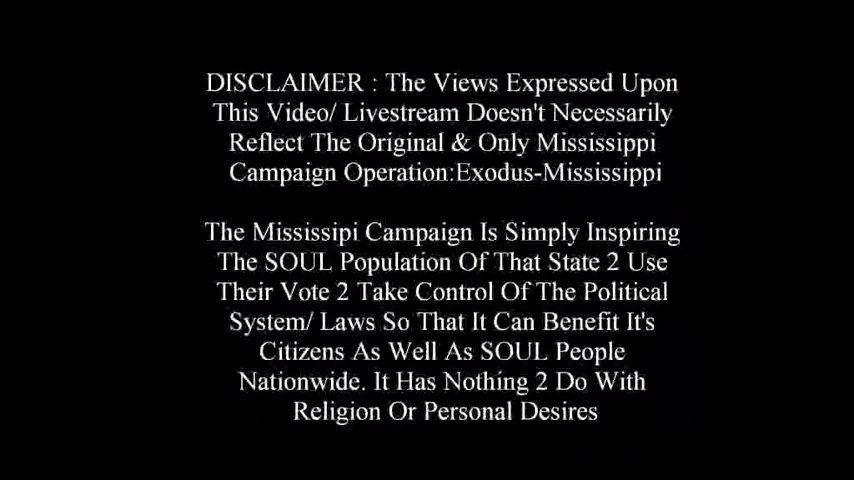 DISCLAIMER : The Views Expressed Upon
This Video/ Livestream Doesn't Necessarily
Reflect The Original & Only Mississippi
Campaign Operation:Exodus-Mississippi
The Mississipi Campaign Is Simply Inspiring
The SOUL Population Of That State 2 Use
Their Vote 2 Take Control Of The Political
System/ Laws So That It Can Benefit It's
Citizens As Well As SOUL People
Nationwide. It Has Nothing 2 Do With
Religion Or Personal Desires